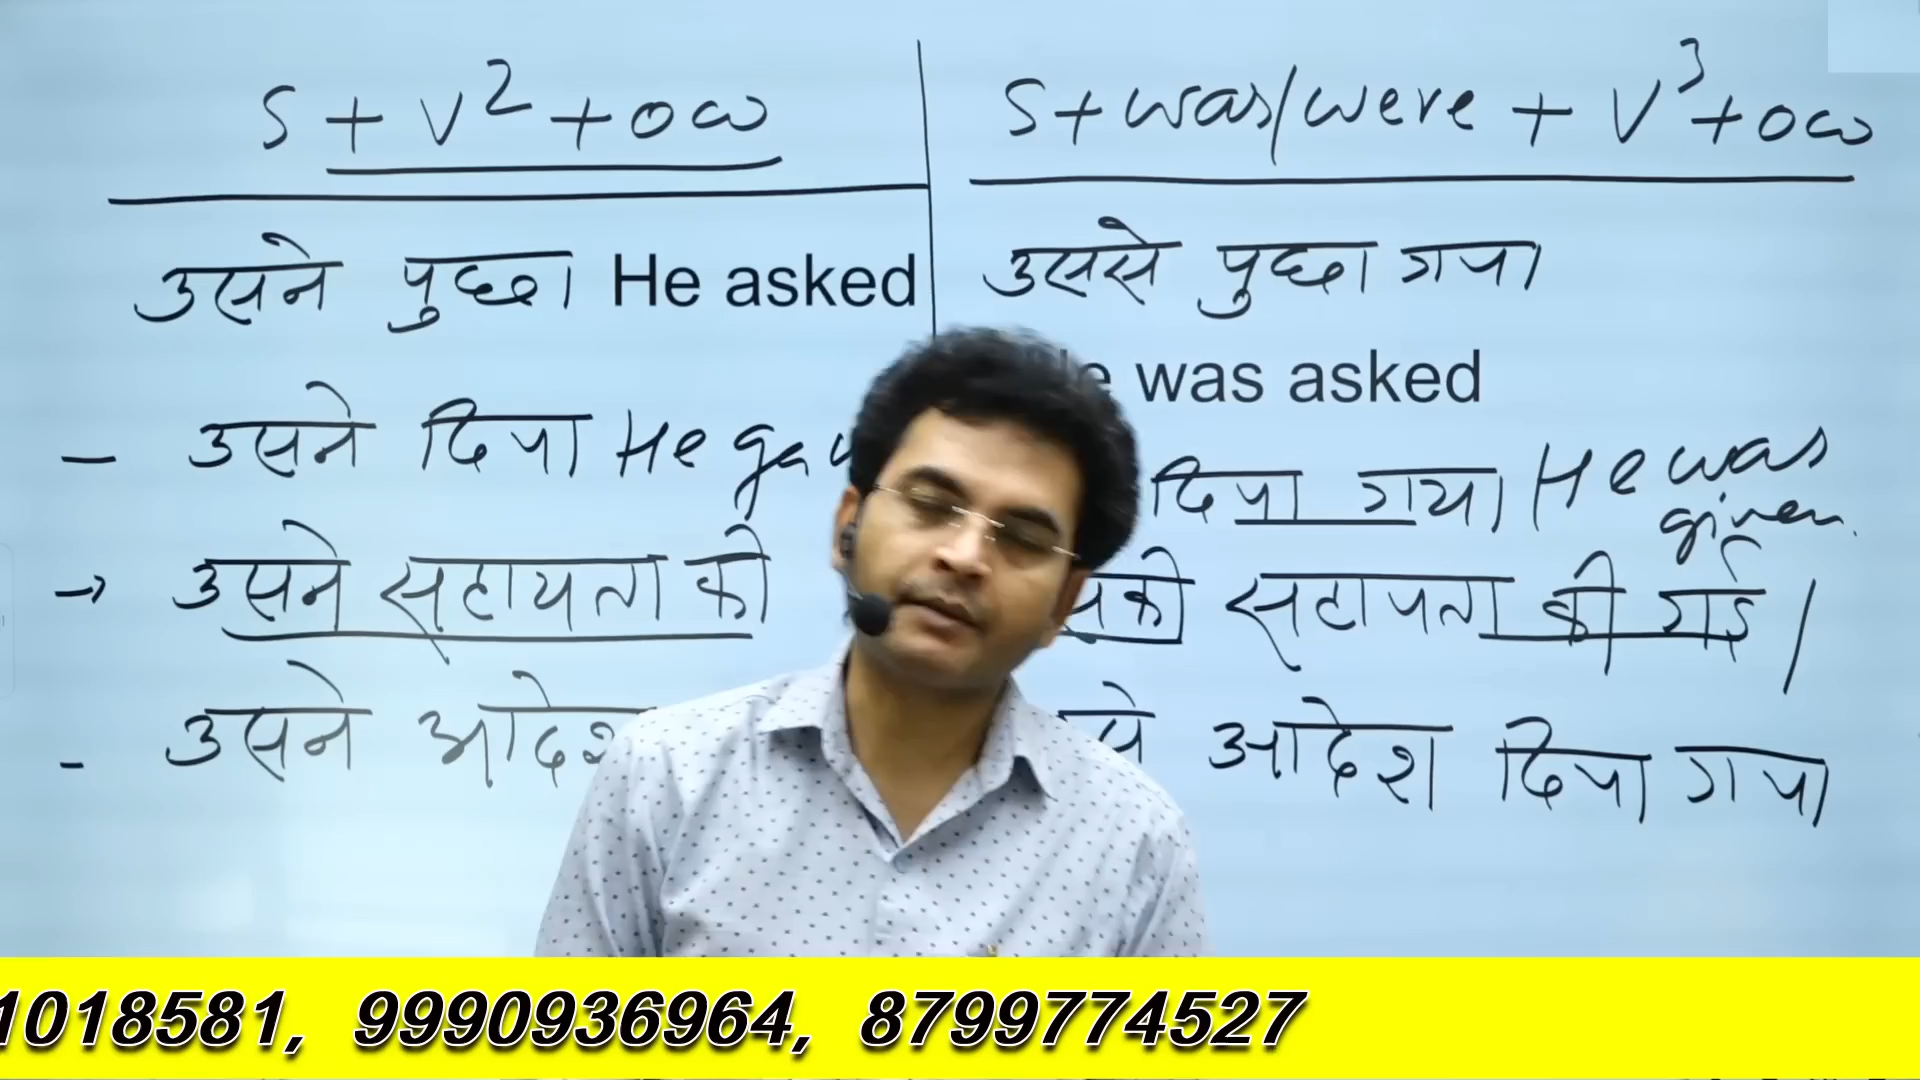 S + V² + OW
S + was/were + V³ + OW
उसने पुछा He asked
उससे पुछा गया
was asked
– उसने दिया He
दिया गया He was
given
→ उसने सहायता की
सहायता की गई |
- उसने
आदेश दिया गया
1018581, 9990936964, 8799774527